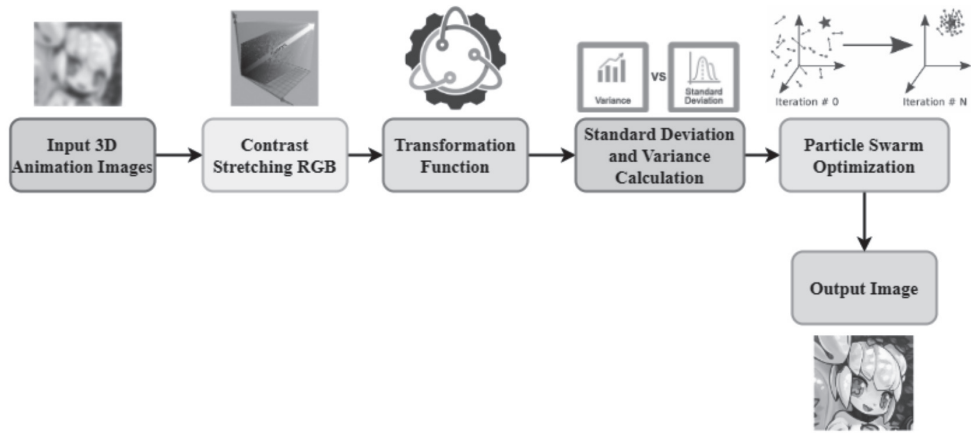 Variance
vs
Standard
Deviation
Iteration # 0
Iteration # N
Input 3D
Animation Images
Contrast
Stretching RGB
Transformation
Function
Standard Deviation
and Variance
Calculation
Particle Swarm
Optimization
Output Image